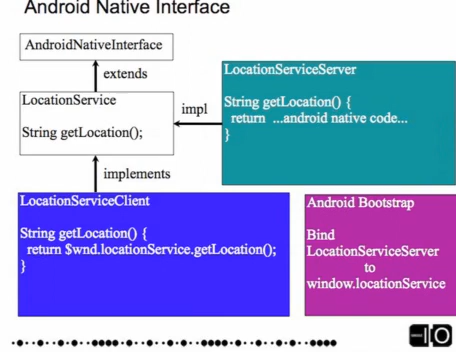 Android Native Interface
AndroidNativeInterface
extends
LocationService
String getLocation();
impl
LocationServiceServer
String getLocation() {
return ...android native code...
}
implements
LocationServiceClient
String getLocation() {
return $wnd.locationService.getLocation();
}
Android Bootstrap
Bind
LocationServiceServer
to
window.locationService
IO